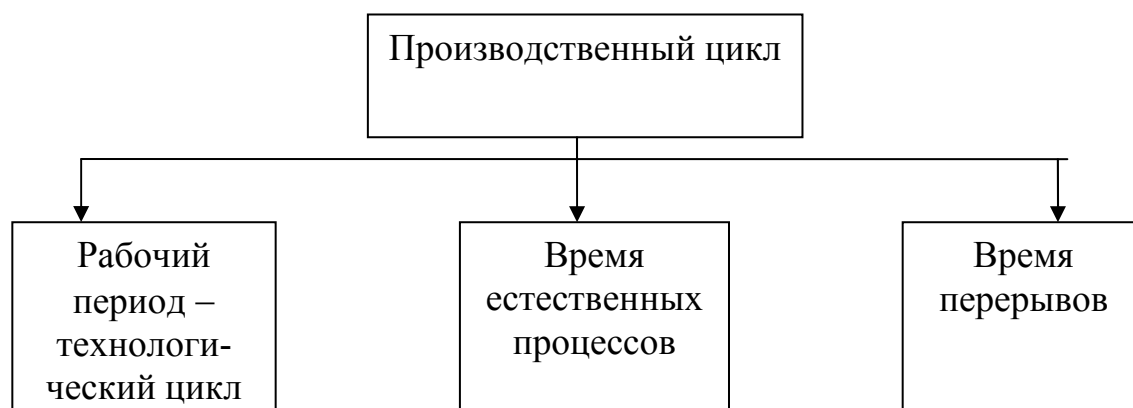 Производственный цикл
Рабочий
период –
технологи-
ческий цикл
Время
естественных
процессов
Время
перерывов